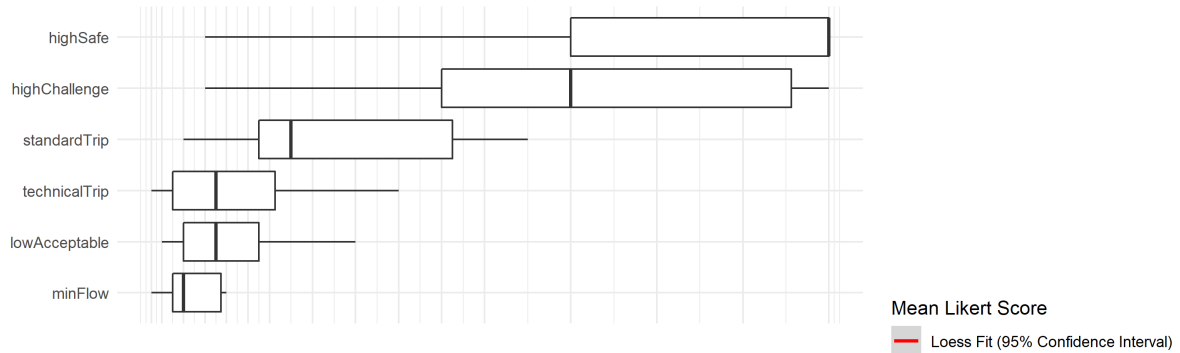 highSafe
highChallenge
standardTrip
technicalTrip
lowAcceptable
minFlow
Mean Likert Score
Loess Fit (95% Confidence Interval)